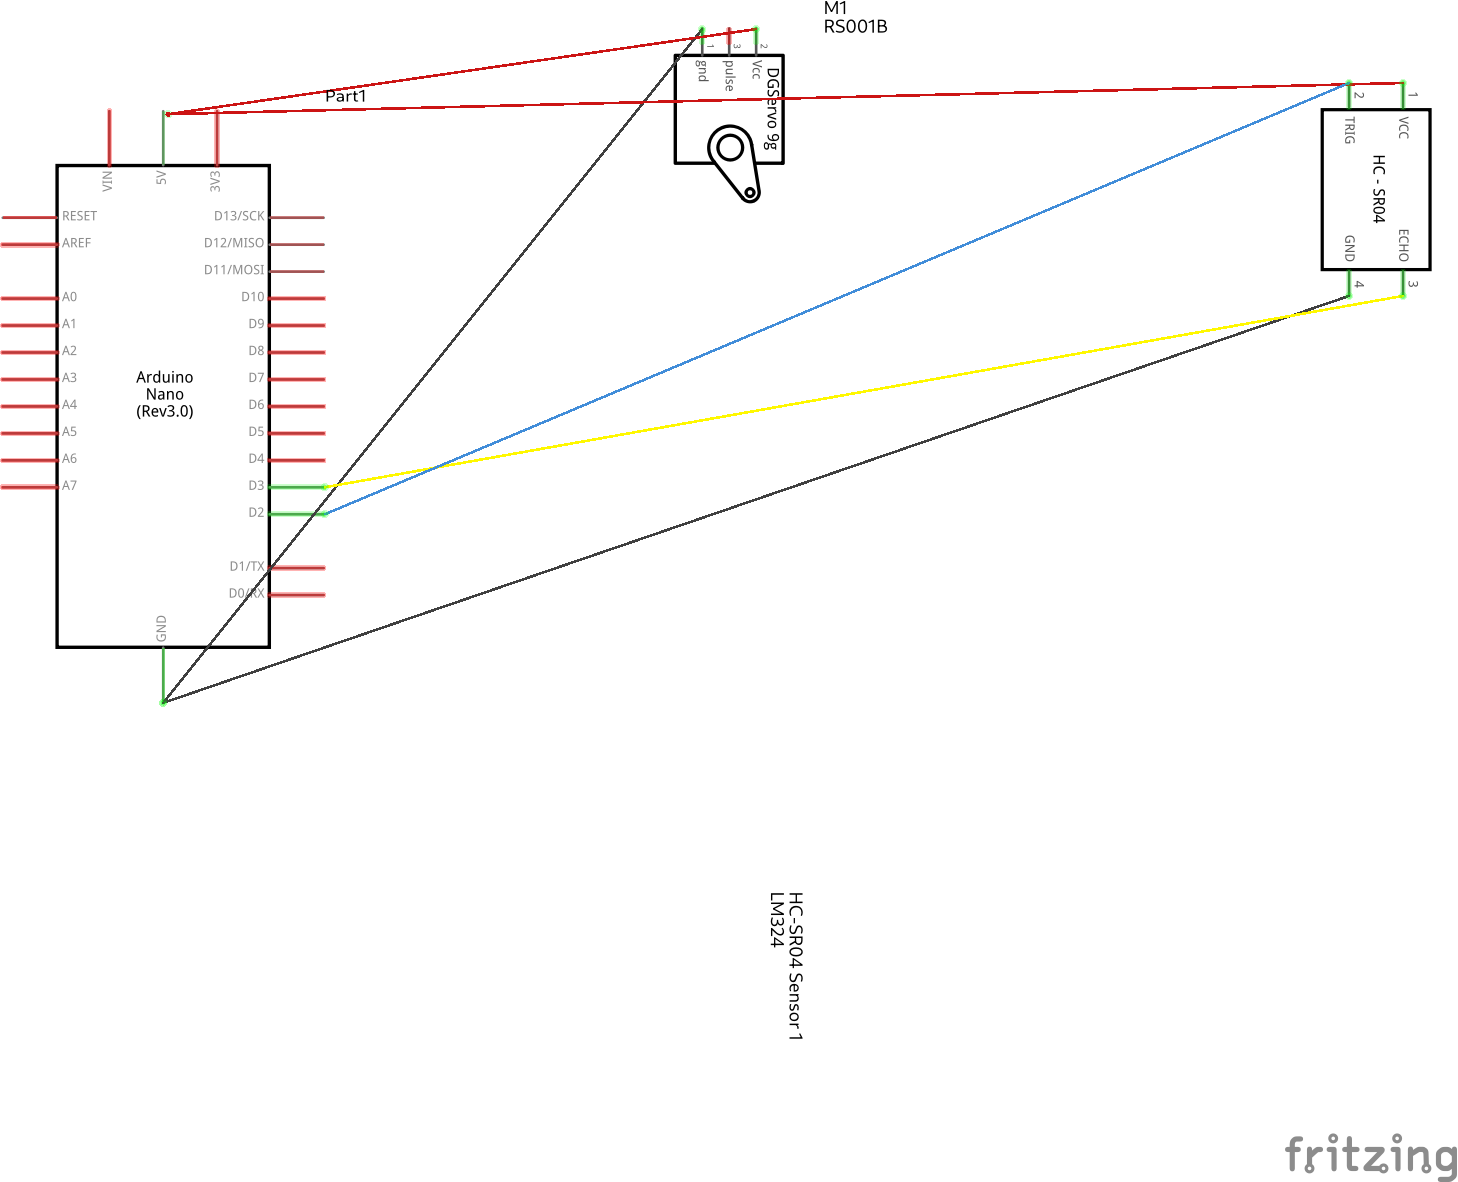 M1
RS001B
Part1
VIN
5V
3V3
RESET
AREF
A0
A1
A2
A3
A4
A5
A6
A7
D13/SCK
D12/MISO
D11/MOSI
D10
D9
D8
D7
D6
D5
D4
D3
D2
D1/TX
D0/RX
GND
Arduino
Nano
(Rev3.0)
1
3
2
gnd
pulse
Vcc
DGServo 9g
2
1
TRIG
VCC
HC - SR04
GND
ECHO
4
3
HC-SR04 Sensor 1
LM324
fritzing